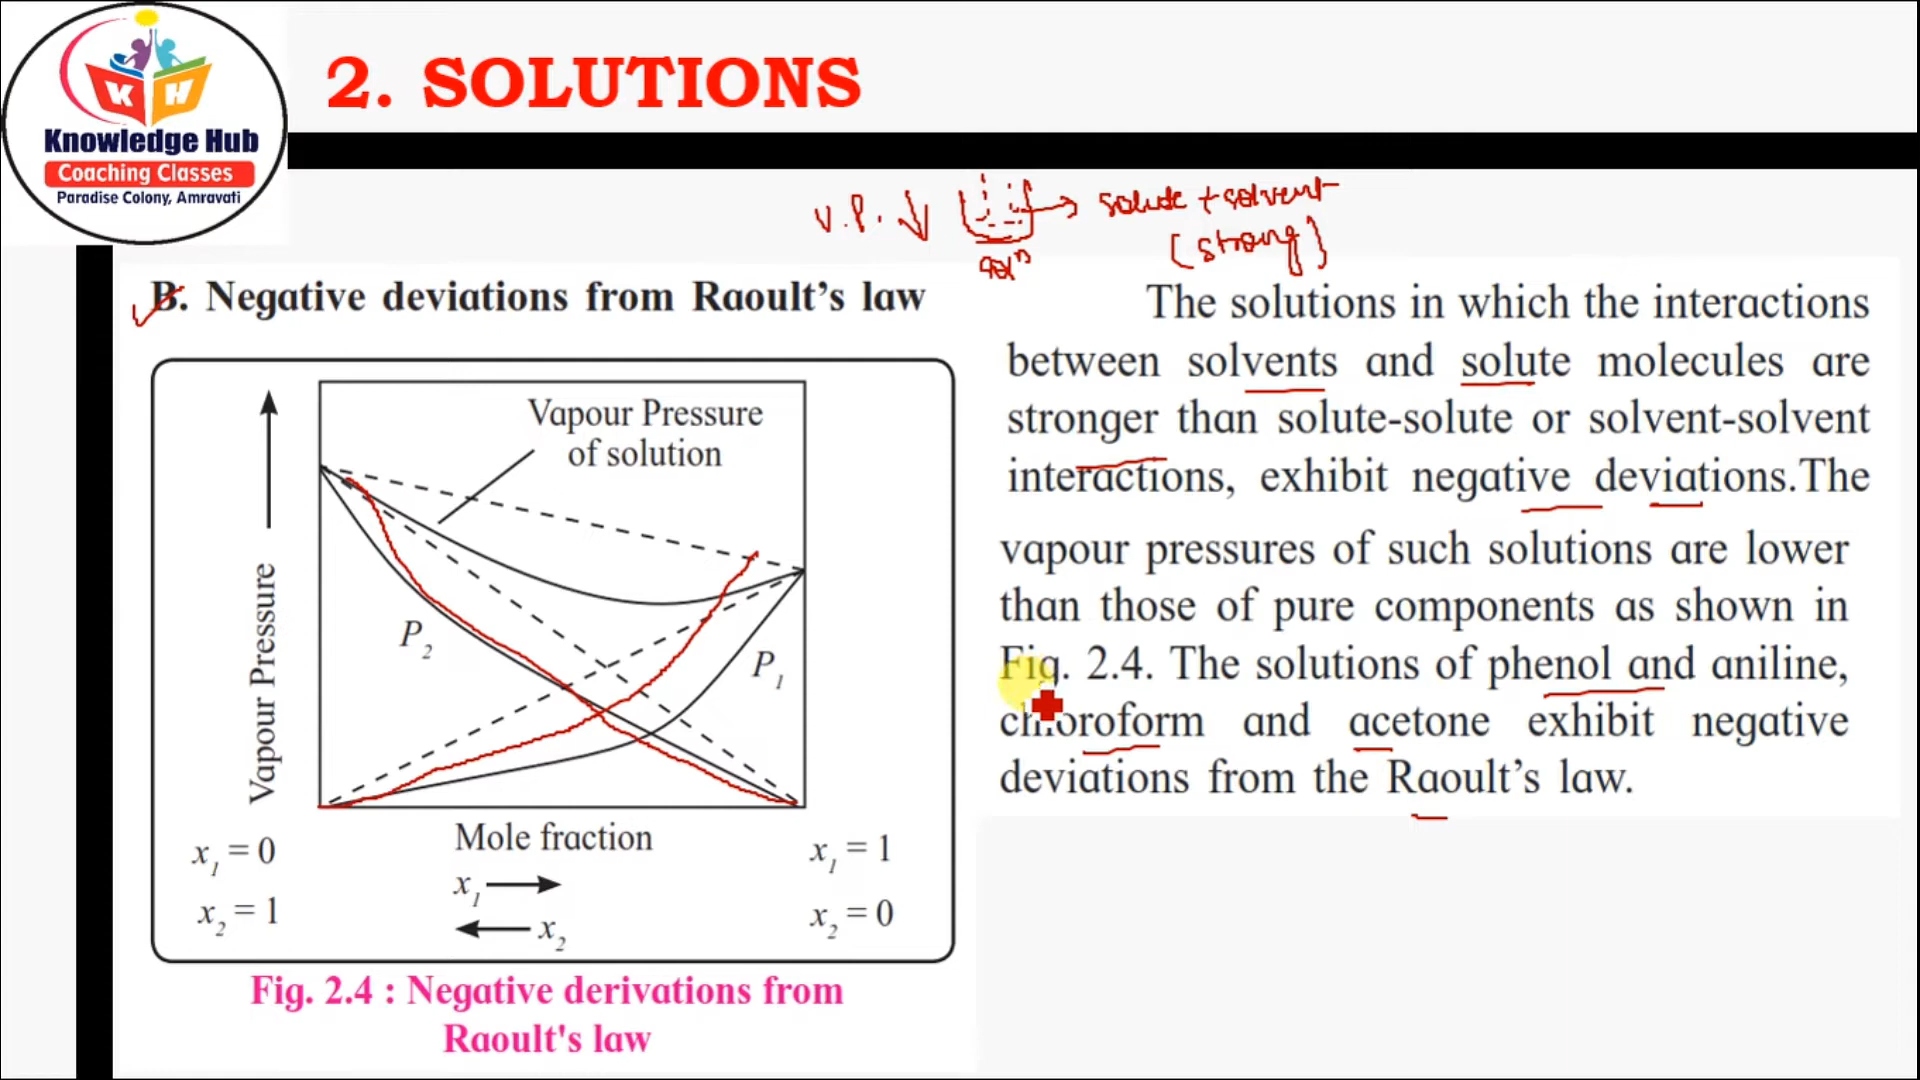 K H
Knowledge Hub
Coaching Classes
Paradise Colony, Amravati
2. SOLUTIONS
V.P. ↓ → solute + solvent
(strong)
solⁿ
B. Negative deviations from Raoult's law
Vapour Pressure
of solution
Vapour Pressure
P₂
P₁
Mole fraction
x₁ = 0
x₁ = 1
x₁ →
x₂ = 1
x₂ = 0
← x₂
Fig. 2.4 : Negative derivations from
Raoult's law
The solutions in which the interactions
between solvents and solute molecules are
stronger than solute-solute or solvent-solvent
interactions, exhibit negative deviations.The
vapour pressures of such solutions are lower
than those of pure components as shown in
Fig. 2.4. The solutions of phenol and aniline,
chloroform and acetone exhibit negative
deviations from the Raoult's law.